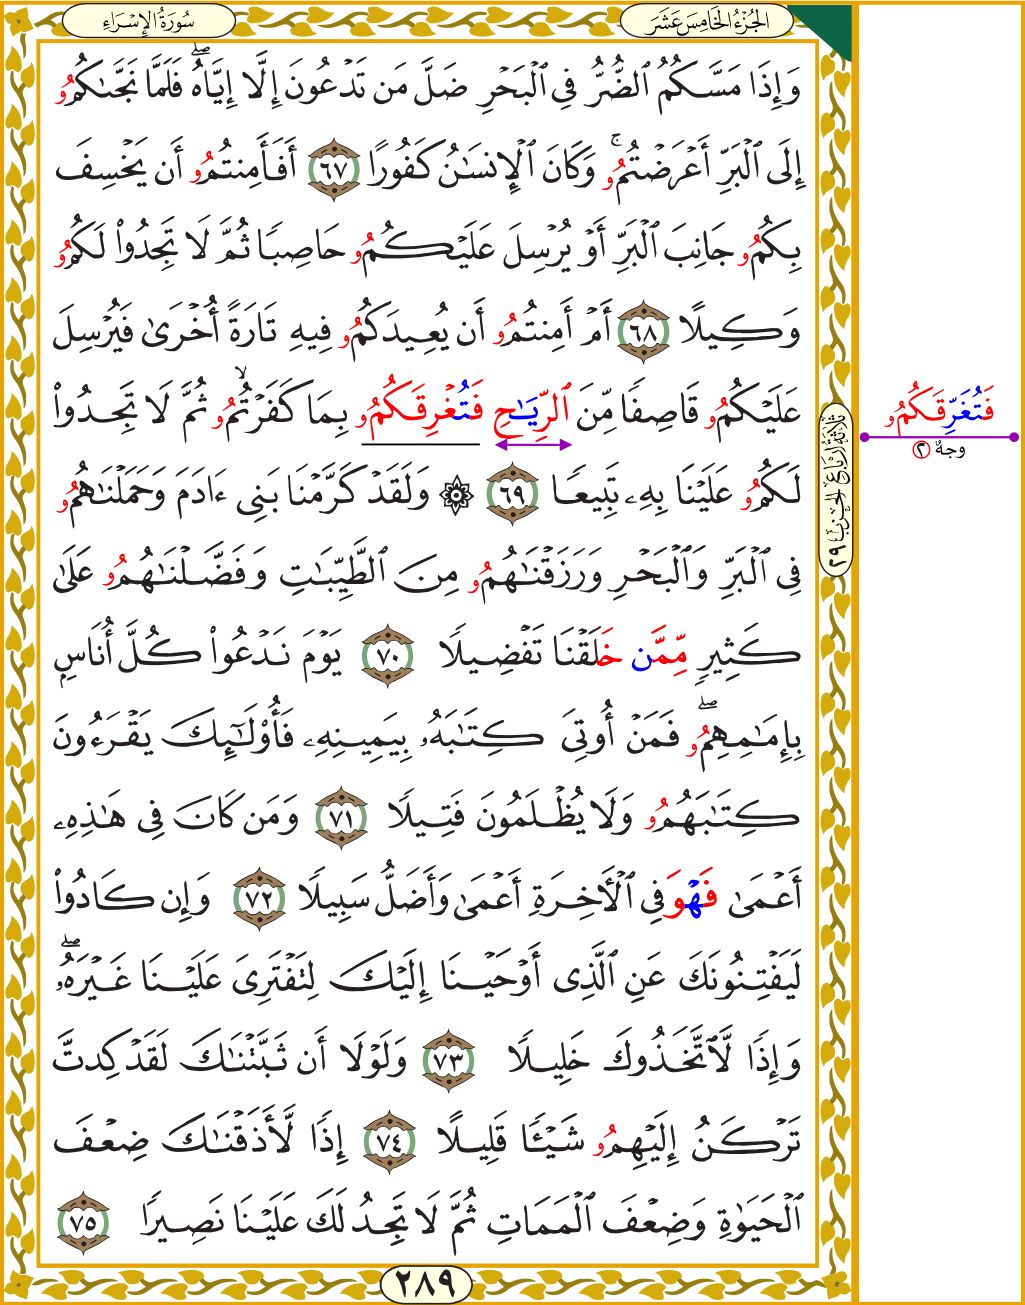 سُورَةُ الإِسْرَاءِ
الجُزْءُ الخَامِسَ عَشَرَ
وَإِذَا مَسَّكُمُ ٱلضُّرُّ فِي ٱلْبَحْرِ ضَلَّ مَن تَدْعُونَ إِلَّا إِيَّاهُۖ فَلَمَّا نَجَّىٰكُمُۥ
إِلَى ٱلْبَرِّ أَعْرَضْتُمُۥۚ وَكَانَ ٱلْإِنسَٰنُ كَفُورًا ٦٧ أَفَأَمِنتُمُۥ أَن يَخْسِفَ
بِكُمُۥ جَانِبَ ٱلْبَرِّ أَوْ يُرْسِلَ عَلَيْكُمُۥ حَاصِبًا ثُمَّ لَا تَجِدُواْ لَكُمُۥ
وَكِيلًا ٦٨ أَمْ أَمِنتُمُۥ أَن يُعِيدَكُمُۥ فِيهِ تَارَةً أُخْرَىٰ فَيُرْسِلَ
عَلَيْكُمُۥ قَاصِفًا مِّنَ ٱلرِّيَٰحِ فَتُغْرِقَكُمُۥ بِمَا كَفَرْتُمُۥۙ ثُمَّ لَا تَجِدُواْ
لَكُمُۥ عَلَيْنَا بِهِۦ تَبِيعًا ٦٩ ۞ وَلَقَدْ كَرَّمْنَا بَنِي ءَادَمَ وَحَمَلْنَٰهُمُۥ
فِي ٱلْبَرِّ وَٱلْبَحْرِ وَرَزَقْنَٰهُمُۥ مِنَ ٱلطَّيِّبَٰتِ وَفَضَّلْنَٰهُمُۥ عَلَىٰ
كَثِيرٍ مِّمَّن خَلَقْنَا تَفْضِيلًا ٧٠ يَوْمَ نَدْعُواْ كُلَّ أُنَاسٍ
بِإِمَٰمِهِمُۥۖ فَمَنْ أُوتِيَ كِتَٰبَهُۥ بِيَمِينِهِۦ فَأُوْلَٰٓئِكَ يَقْرَءُونَ
كِتَٰبَهُمُۥ وَلَا يُظْلَمُونَ فَتِيلًا ٧١ وَمَن كَانَ فِي هَٰذِهِۦ
أَعْمَىٰ فَهْوَ فِي ٱلْأَخِرَةِ أَعْمَىٰ وَأَضَلُّ سَبِيلًا ٧٢ وَإِن كَادُواْ
لَيَفْتِنُونَكَ عَنِ ٱلَّذِي أَوْحَيْنَا إِلَيْكَ لِتَفْتَرِيَ عَلَيْنَا غَيْرَهُۥۖ
وَإِذًا لَّٱتَّخَذُوكَ خَلِيلًا ٧٣ وَلَوْلَا أَن ثَبَّتْنَٰكَ لَقَدْ كِدتَّ
تَرْكَنُ إِلَيْهِمُۥ شَيْـًٔا قَلِيلًا ٧٤ إِذًا لَّأَذَقْنَٰكَ ضِعْفَ
ٱلْحَيَوٰةِ وَضِعْفَ ٱلْمَمَاتِ ثُمَّ لَا تَجِدُ لَكَ عَلَيْنَا نَصِيرًا ٧٥
فَتُغَرِّقَكُمُۥ
وجهٌ ٢
ثلاثة أرباع الحزب ٢٩
٢٨٩